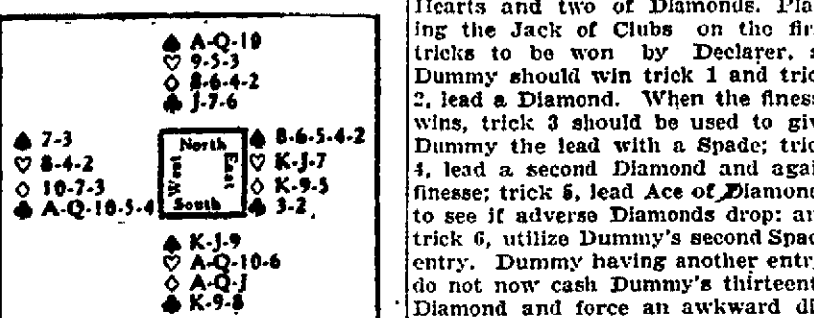 ♠ A-Q-10
♡ 9-5-3
◇ 8-6-4-2
♣ J-7-6
♠ 7-3
♡ 8-4-2
◇ 10-7-3
♣ A-Q-10-5-4
North
West
East
South
♠ 8-6-5-4-2
♡ K-J-7
◇ K-9-5
♣ 3-2
♠ K-J-9
♡ A-Q-10-6
◇ A-Q-J
♣ K-9-8
Hearts and two of Diamonds. Pla
ing the Jack of Clubs on the fir
tricks to be won by Declarer, s
Dummy should win trick 1 and tric
2, lead a Diamond. When the finess
wins, trick 3 should be used to giv
Dummy the lead with a Spade; tric
4, lead a second Diamond and agai
finesse; trick 5, lead Ace of Diamond
to see if adverse Diamonds drop: an
trick 6, utilize Dummy's second Spad
entry. Dummy having another entr
do not now cash Dummy's thirteent
Diamond and force an awkward di